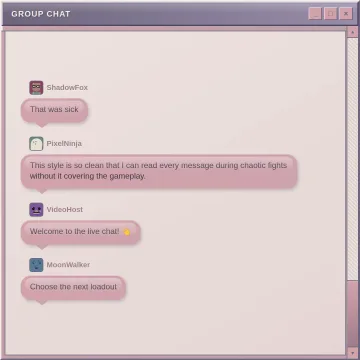 GROUP CHAT
ShadowFox
That was sick
PixelNinja
This style is so clean that i can read every message during chaotic fights
without it covering the gameplay.
VideoHost
Welcome to the live chat! 👋
MoonWalker
Choose the next loadout